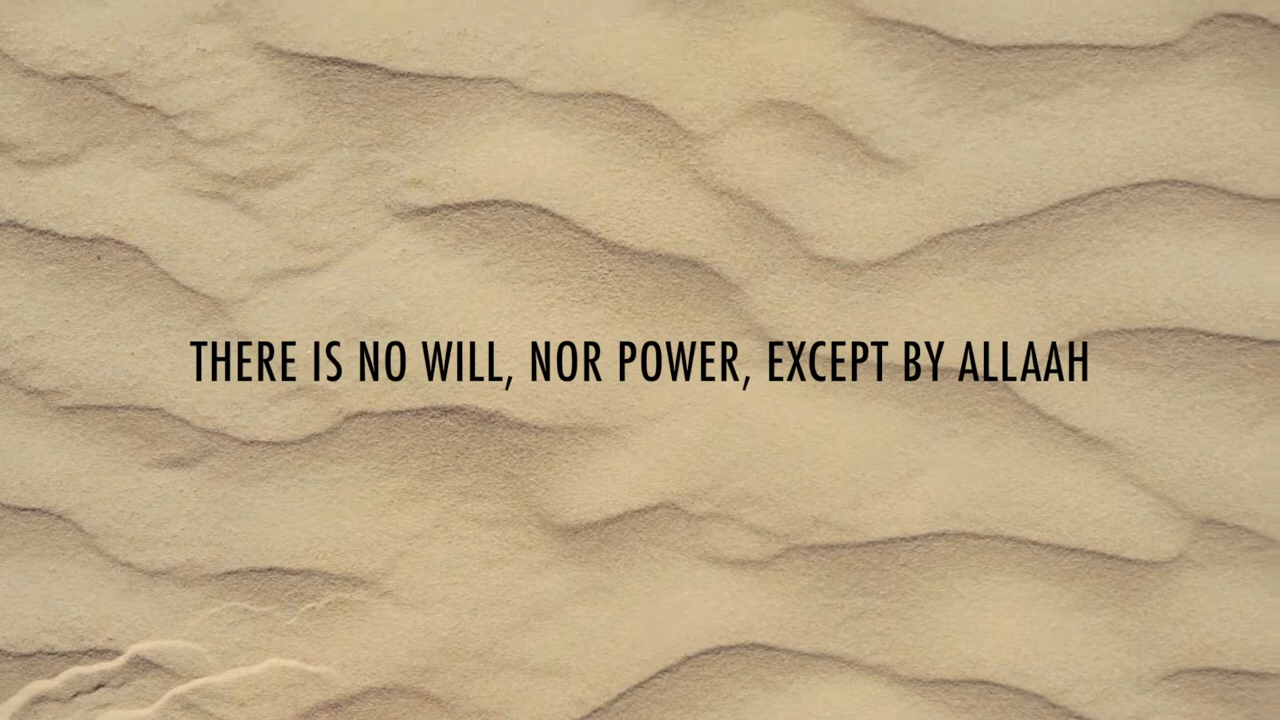 THERE IS NO WILL, NOR POWER, EXCEPT BY ALLAAH